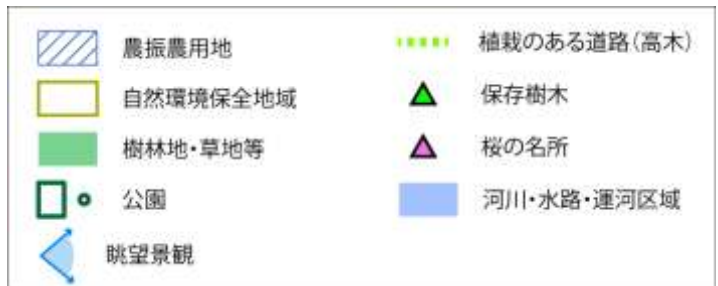 農振農用地
自然環境保全地域
樹林地・草地等
公園
眺望景観
植栽のある道路（高木）
保存樹木
桜の名所
河川・水路・運河区域